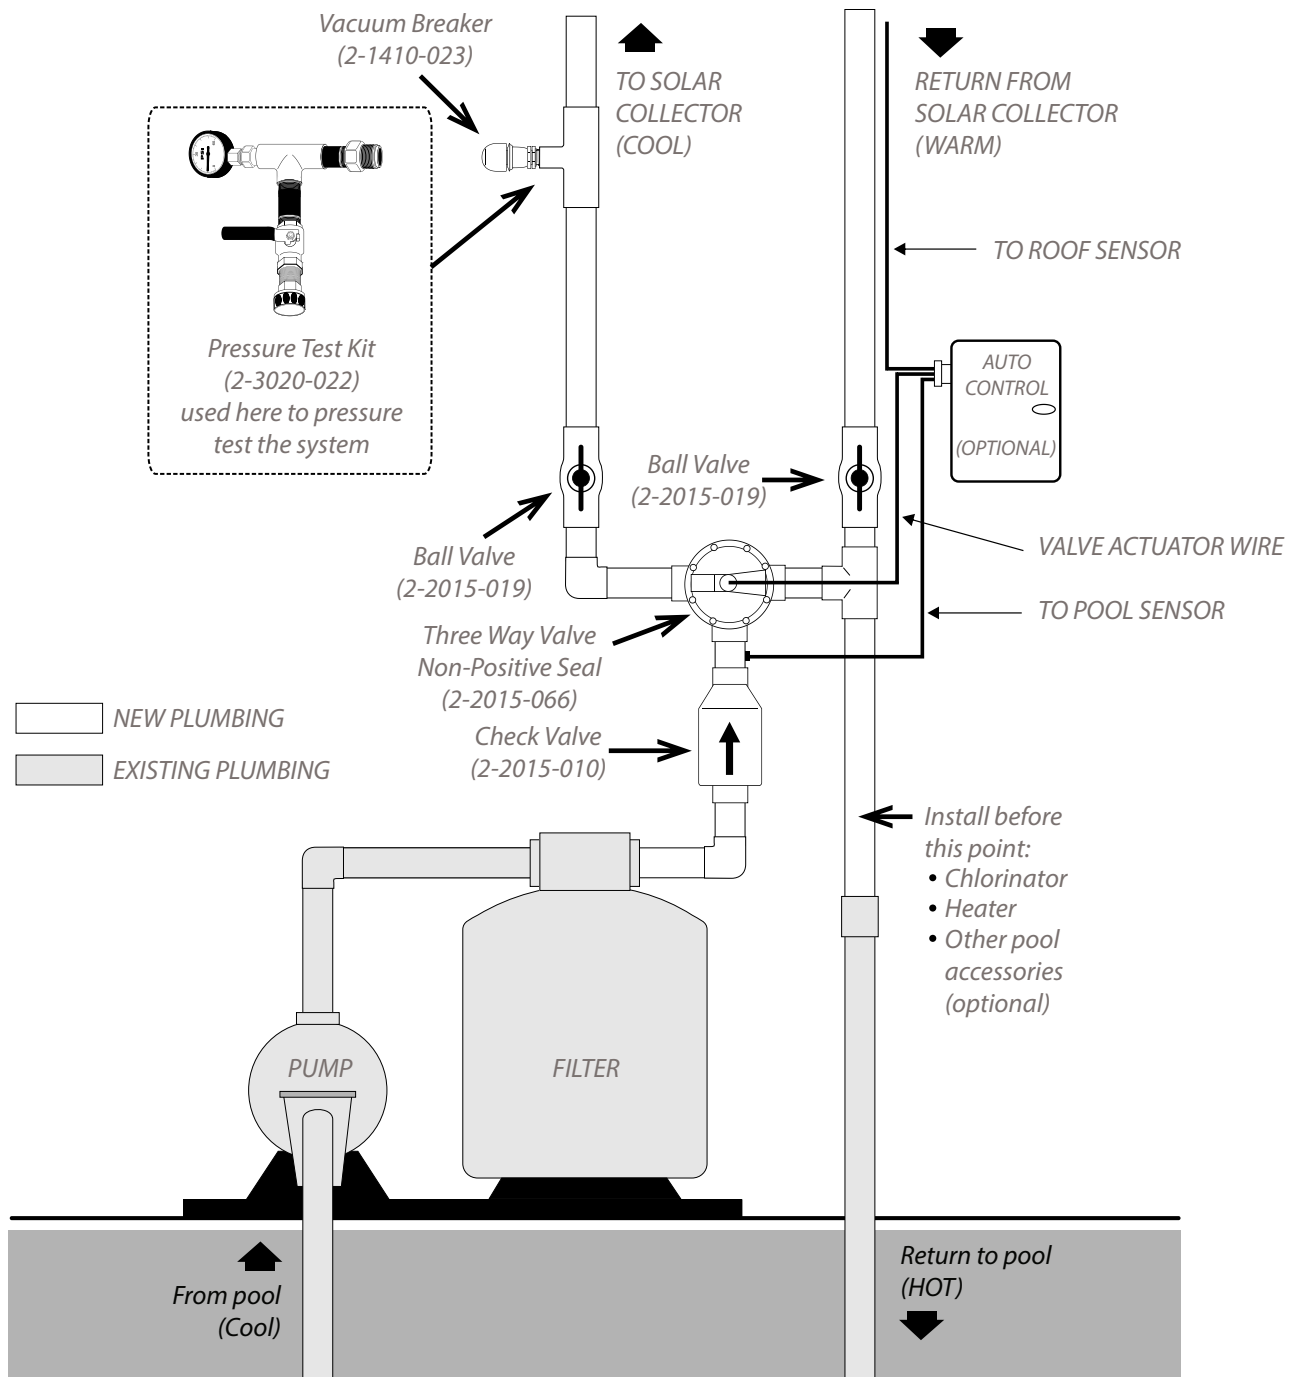 Vacuum Breaker
(2-1410-023)
TO SOLAR
COLLECTOR
(COOL)
RETURN FROM
SOLAR COLLECTOR
(WARM)
TO ROOF SENSOR
Pressure Test Kit
(2-3020-022)
used here to pressure
test the system
AUTO
CONTROL
(OPTIONAL)
Ball Valve
(2-2015-019)
Ball Valve
(2-2015-019)
VALVE ACTUATOR WIRE
TO POOL SENSOR
Three Way Valve
Non-Positive Seal
(2-2015-066)
NEW PLUMBING
EXISTING PLUMBING
Check Valve
(2-2015-010)
Install before
this point:
• Chlorinator
• Heater
• Other pool
accessories
(optional)
PUMP
FILTER
From pool
(Cool)
Return to pool
(HOT)